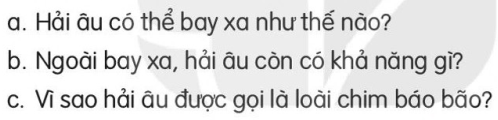 a. Hải âu có thể bay xa như thế nào?
b. Ngoài bay xa, hải âu còn có khả năng gì?
c. Vì sao hải âu được gọi là loài chim báo bão?